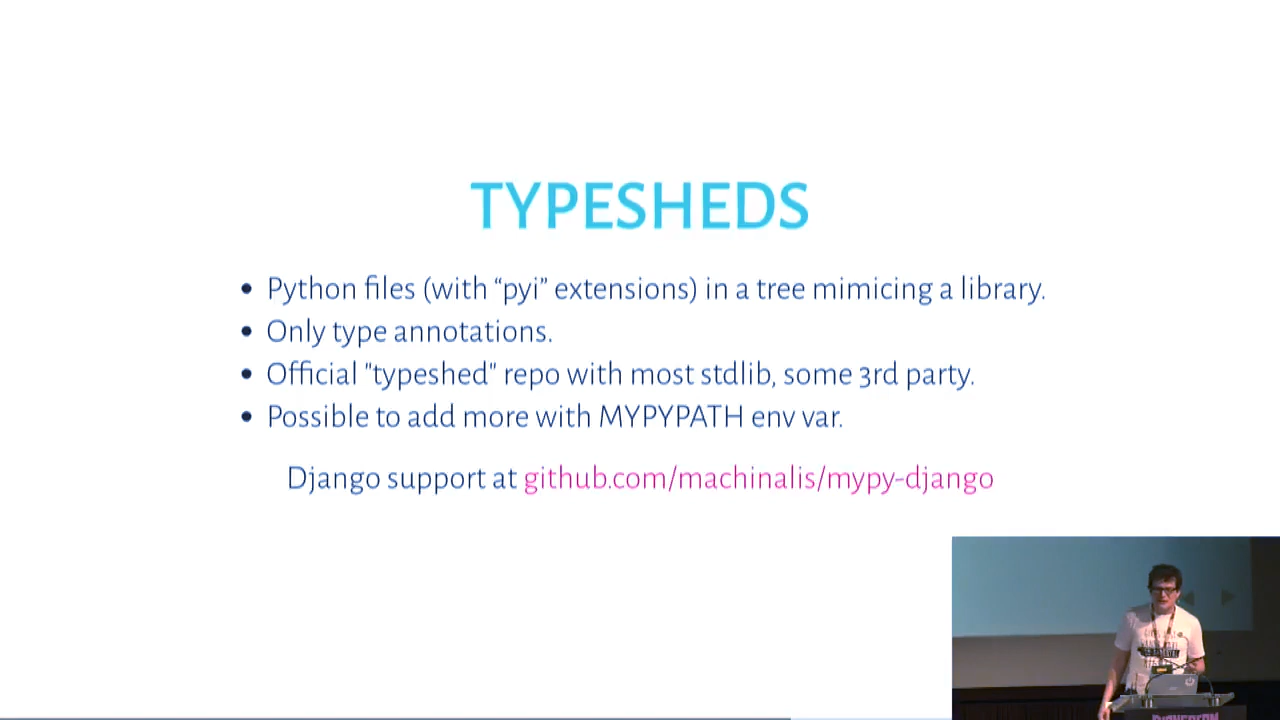 TYPESHEDS
• Python files (with “pyi” extensions) in a tree mimicing a library.
• Only type annotations.
• Official "typeshed" repo with most stdlib, some 3rd party.
• Possible to add more with MYPYPATH env var.
Django support at github.com/machinalis/mypy-django